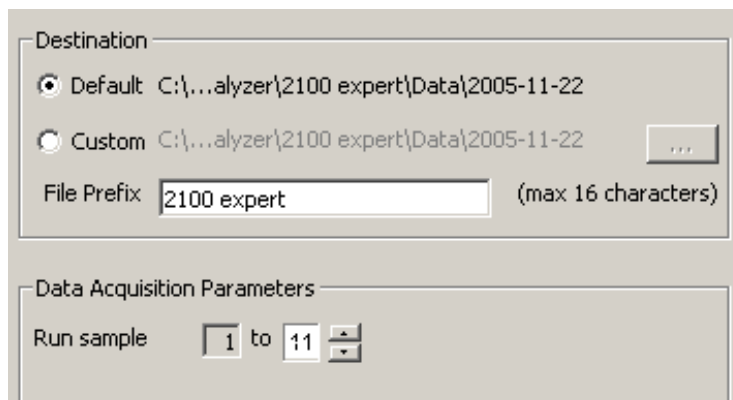 Destination
Default C:\...alyzer\2100 expert\Data\2005-11-22
Custom C:\...alyzer\2100 expert\Data\2005-11-22 ...
File Prefix 2100 expert (max 16 characters)
Data Acquisition Parameters
Run sample 1 to 11